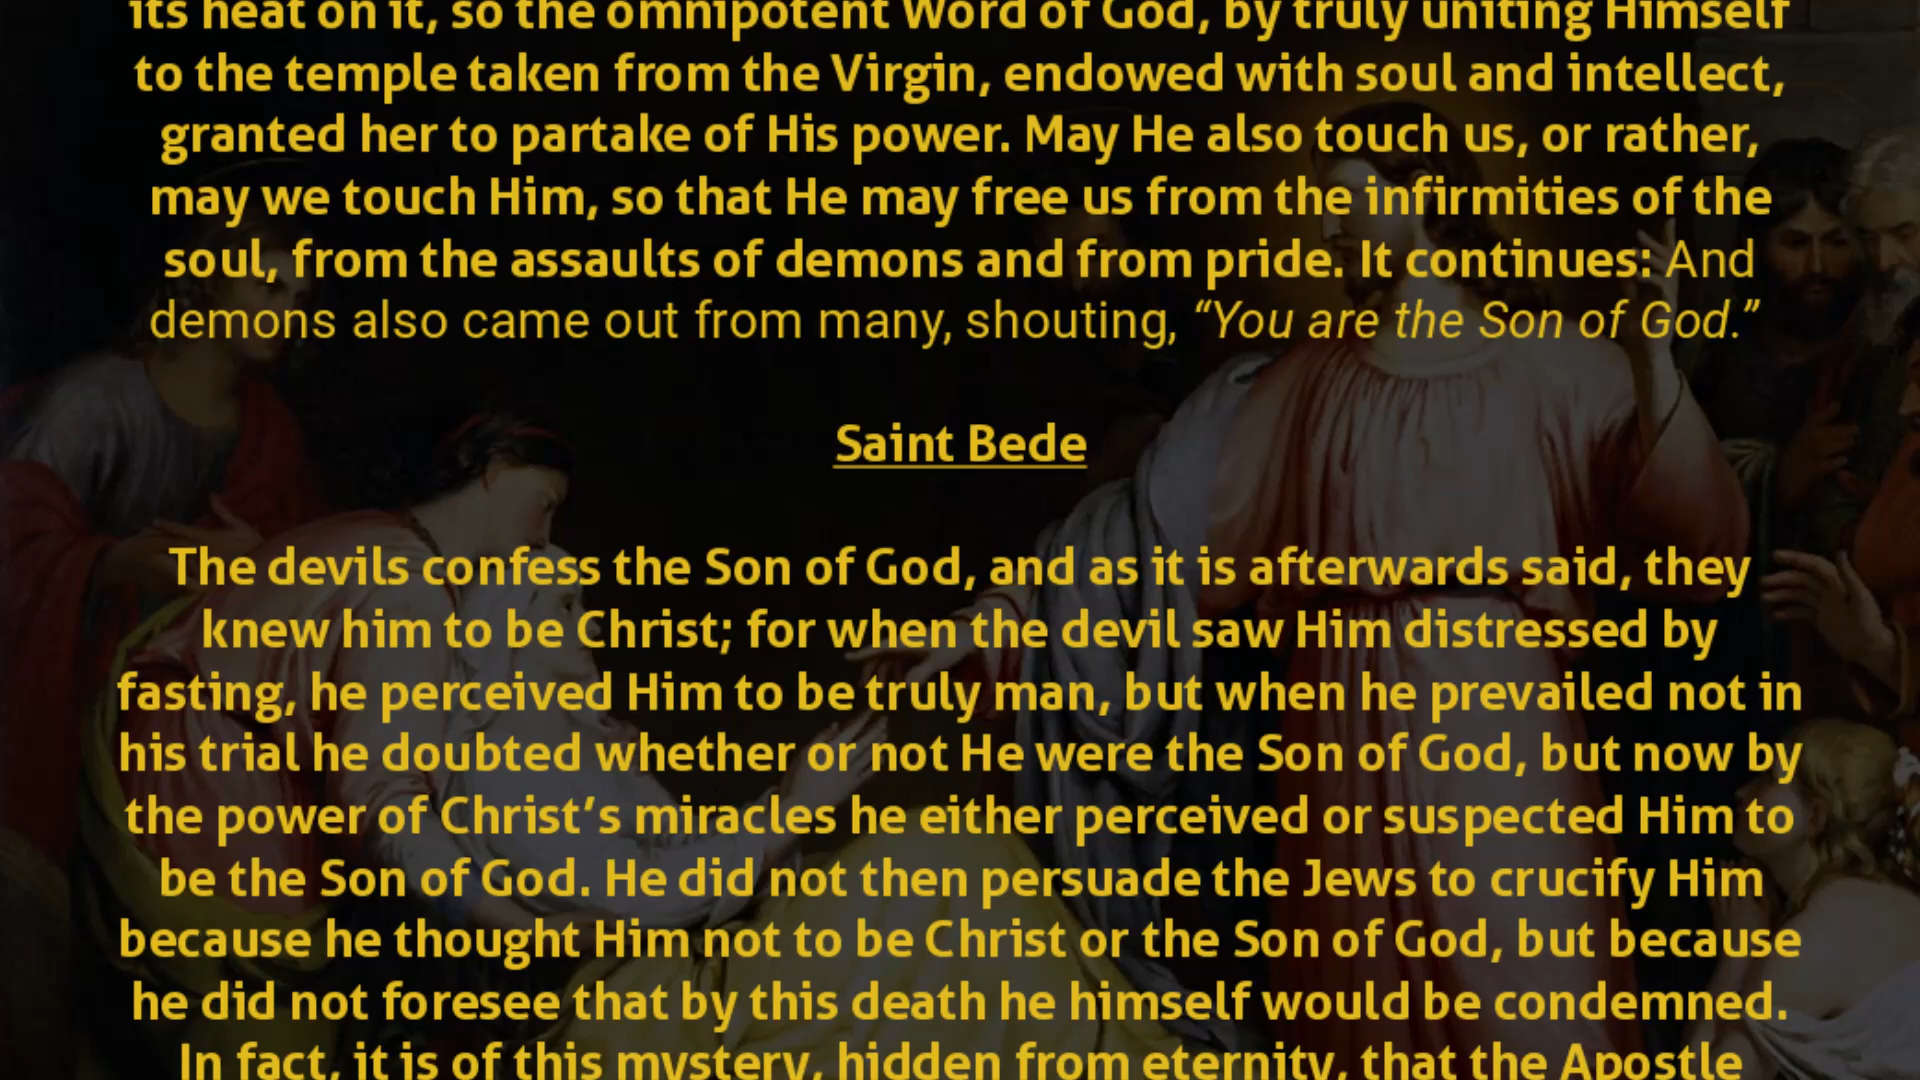 its heat on it, so the omnipotent Word of God, by truly uniting Himself
to the temple taken from the Virgin, endowed with soul and intellect,
granted her to partake of His power. May He also touch us, or rather,
may we touch Him, so that He may free us from the infirmities of the
soul, from the assaults of demons and from pride. It continues: And
demons also came out from many, shouting, “You are the Son of God.”
Saint Bede
The devils confess the Son of God, and as it is afterwards said, they
knew him to be Christ; for when the devil saw Him distressed by
fasting, he perceived Him to be truly man, but when he prevailed not in
his trial he doubted whether or not He were the Son of God, but now by
the power of Christ’s miracles he either perceived or suspected Him to
be the Son of God. He did not then persuade the Jews to crucify Him
because he thought Him not to be Christ or the Son of God, but because
he did not foresee that by this death he himself would be condemned.
In fact, it is of this mystery, hidden from eternity, that the Apostle